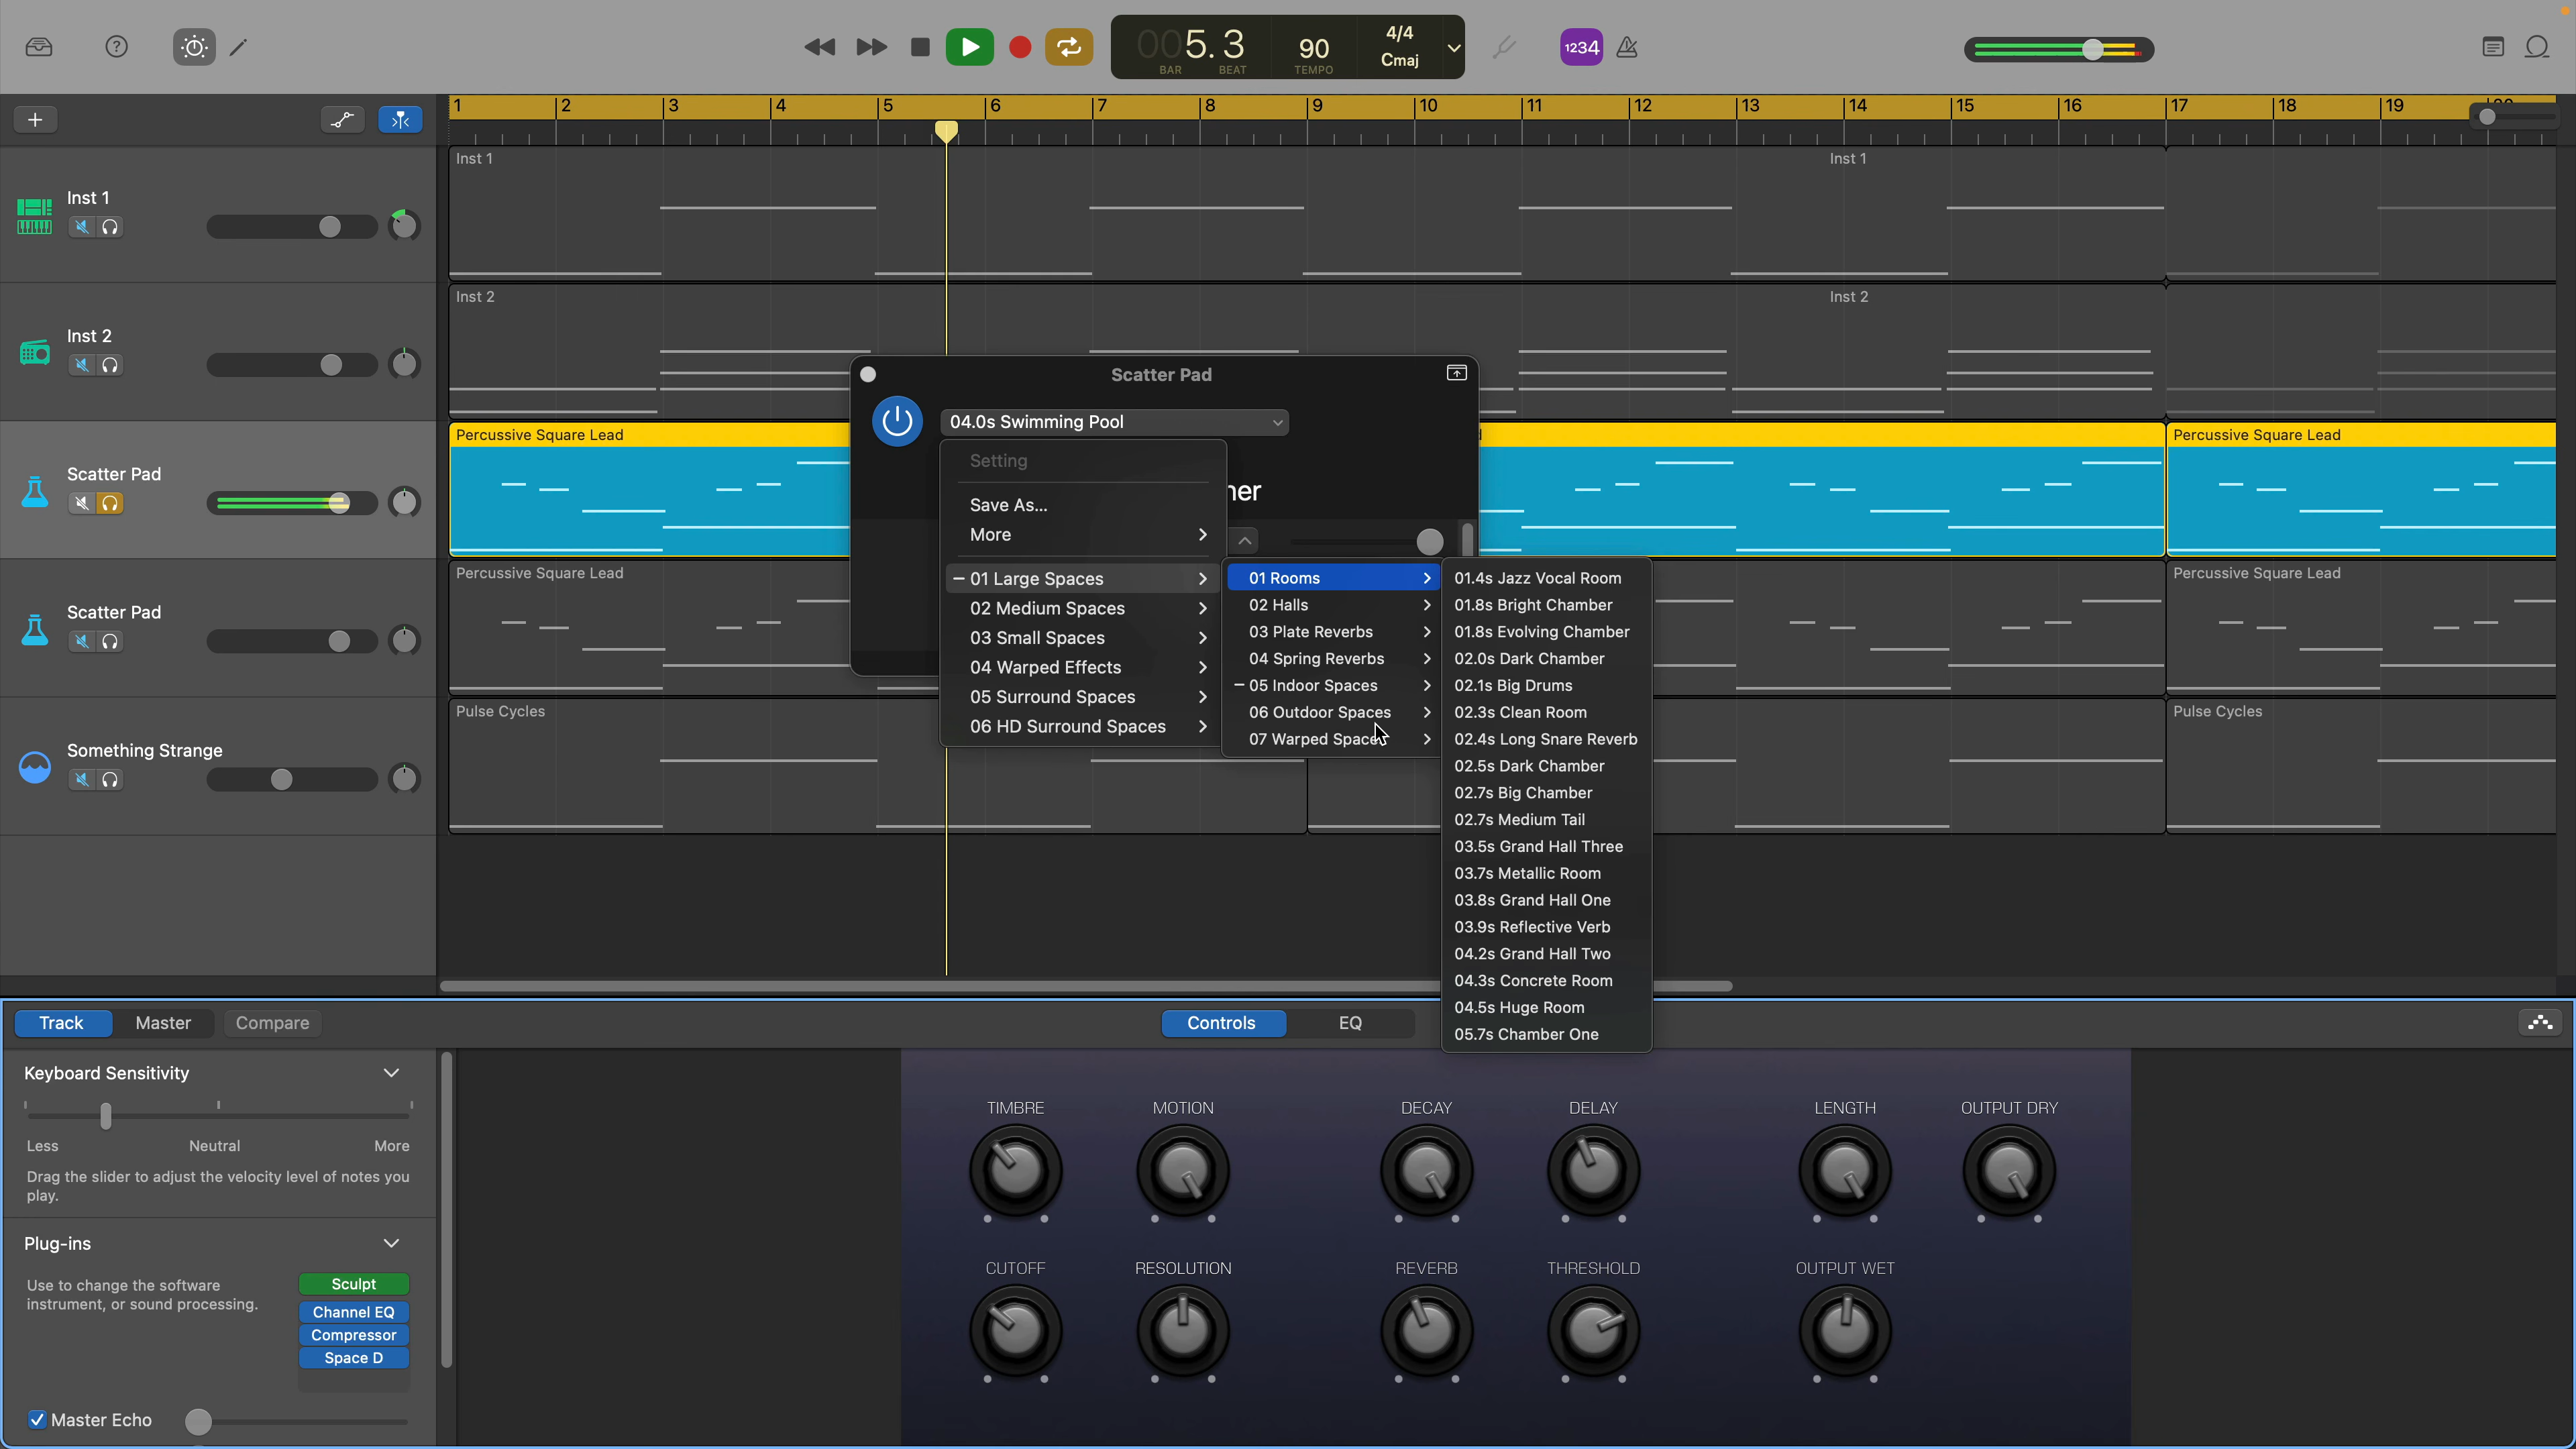 005.3
BAR
BEAT
90
TEMPO
4/4
Cmaj
1234
1
2
3
4
5
6
7
8
9
10
11
12
13
14
15
16
17
18
19
Inst 1
Inst 1
Inst 1
Inst 2
Inst 2
Inst 2
Scatter Pad
Percussive Square Lead
Percussive Square Lead
Scatter Pad
Percussive Square Lead
Percussive Square Lead
Something Strange
Pulse Cycles
Pulse Cycles
Scatter Pad
04.0s Swimming Pool
Setting
Save As...
More
01 Large Spaces
02 Medium Spaces
03 Small Spaces
04 Warped Effects
05 Surround Spaces
06 HD Surround Spaces
01 Rooms
02 Halls
03 Plate Reverbs
04 Spring Reverbs
05 Indoor Spaces
06 Outdoor Spaces
01.4s Jazz Vocal Room
01.8s Bright Chamber
01.8s Evolving Chamber
02.0s Dark Chamber
02.1s Big Drums
02.3s Clean Room
02.4s Long Snare Reverb
02.5s Dark Chamber
02.7s Big Chamber
02.7s Medium Tail
03.5s Grand Hall Three
03.7s Metallic Room
03.8s Grand Hall One
03.9s Reflective Verb
04.2s Grand Hall Two
04.3s Concrete Room
04.5s Huge Room
05.7s Chamber One
07 Warped
Track
Master
Compare
Controls
EQ
Keyboard Sensitivity
Less
Neutral
More
Drag the slider to adjust the velocity level of notes you
play.
Plug-ins
Use to change the software
instrument, or sound processing.
Sculpt
Channel EQ
Compressor
Space D
Master Echo
TIMBRE
MOTION
DECAY
DELAY
LENGTH
OUTPUT DRY
CUTOFF
RESOLUTION
REVERB
THRESHOLD
OUTPUT WET